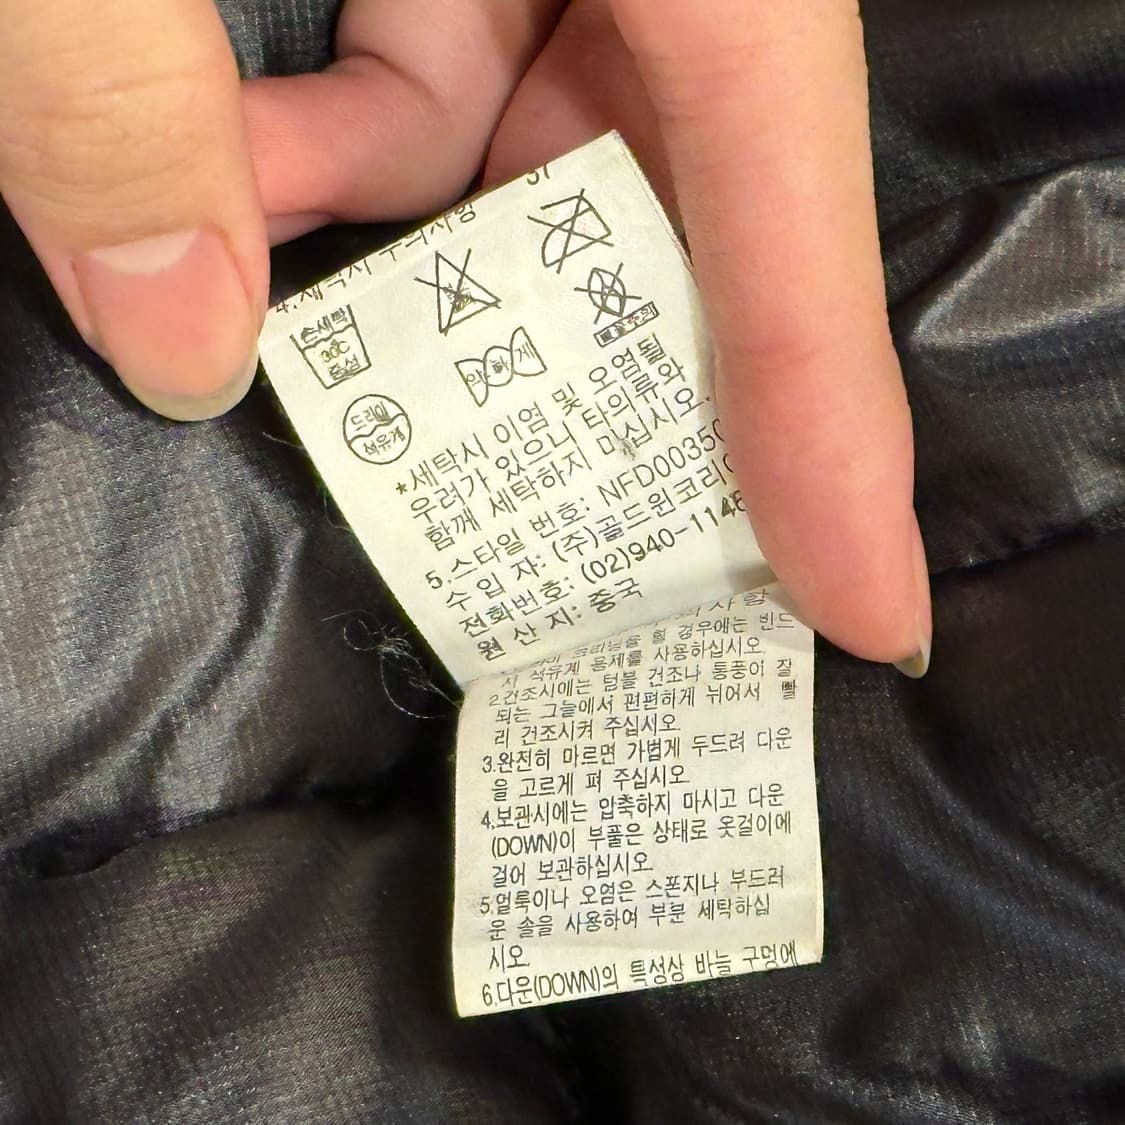 4.세탁시 주의사항
손세탁
30℃
중성
약하게
드라이
석유계
*세탁시 이염 및 오염될
우려가 있으니 타의류와
함께 세탁하지 마십시오.
5.스타일 번호: NFD0035
수 입 자: (주)골드윈코리
전화번호: (02)940-114
원 산 지: 중국
경우에는 반드
시 석유계 용제를 사용하십시오.
2.건조시에는 텀블 건조나 통풍이 잘
되는 그늘에서 편편하게 뉘어서 빨
리 건조시켜 주십시오.
3.완전히 마르면 가볍게 두드려 다운
을 고르게 펴 주십시오.
4.보관시에는 압축하지 마시고 다운
(DOWN)이 부풀은 상태로 옷걸이에
걸어 보관하십시오.
5.얼룩이나 오염은 스폰지나 부드러
운 솔을 사용하여 부분 세탁하십
시오.
6.다운(DOWN)의 특성상 바늘 구멍에